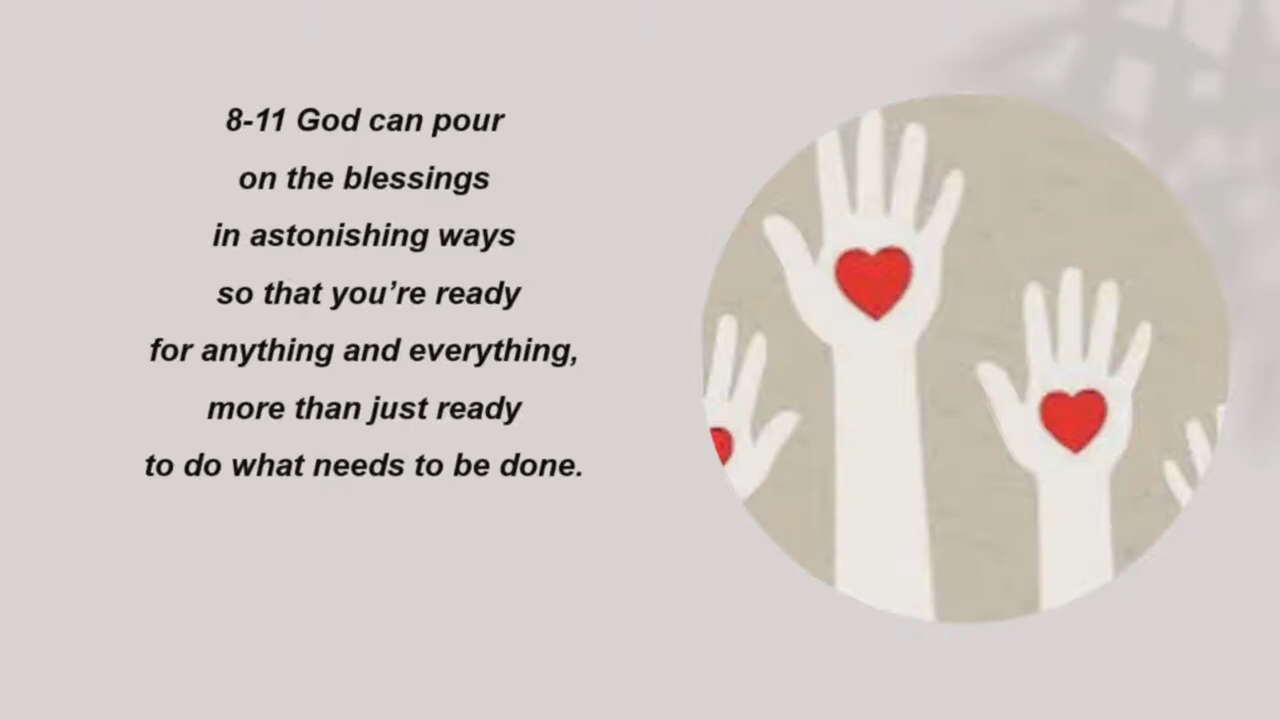 8-11 God can pour
on the blessings
in astonishing ways
so that you’re ready
for anything and everything,
more than just ready
to do what needs to be done.